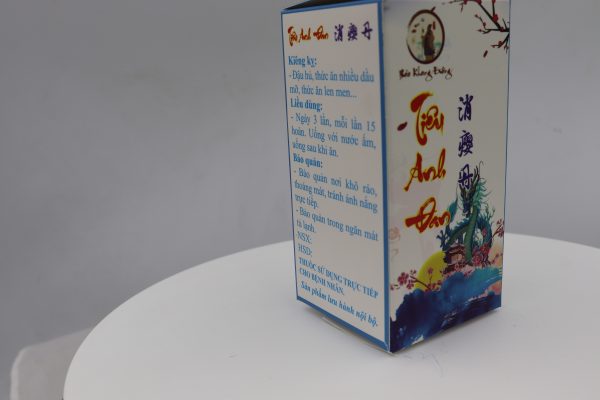 Tiêu Anh Đan 消瘿丹
Kiêng kỵ:
- Đậu hủ, thức ăn nhiều dầu
mỡ, thức ăn len men...
Liều dùng:
- Ngày 3 lần, mỗi lần 15
hoàn. Uống với nước ấm,
uống sau khi ăn.
Bảo quản:
- Bảo quản nơi khô ráo,
thoáng mát, tránh ánh nắng
trực tiếp.
- Bảo quản trong ngăn mát
tủ lạnh.
NSX:
HSD:
THUỐC SỬ DỤNG TRỰC TIẾP
CHO BỆNH NHÂN.
Sản phẩm lưu hành nội bộ.
Khang Đường
Tiêu
Anh
Đan
消瘿丹